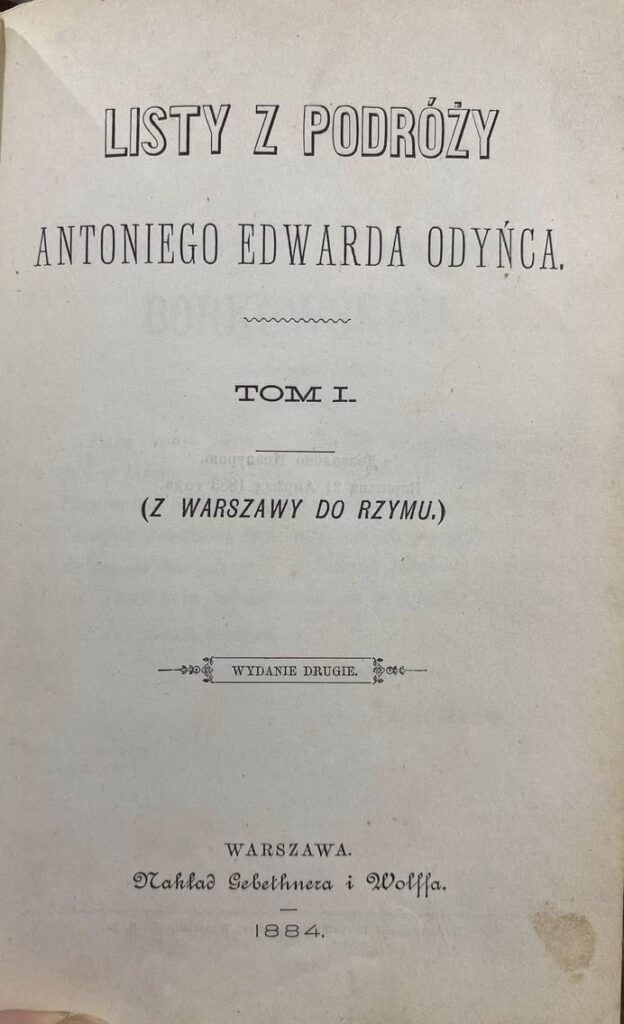 LISTY Z PODRÓŻY
ANTONIEGO EDWARDA ODYŃCA.
TOM I.
(Z WARSZAWY DO RZYMU.)
WYDANIE DRUGIE.
WARSZAWA.
Nakład Gebethnera i Wolffa.
1884.